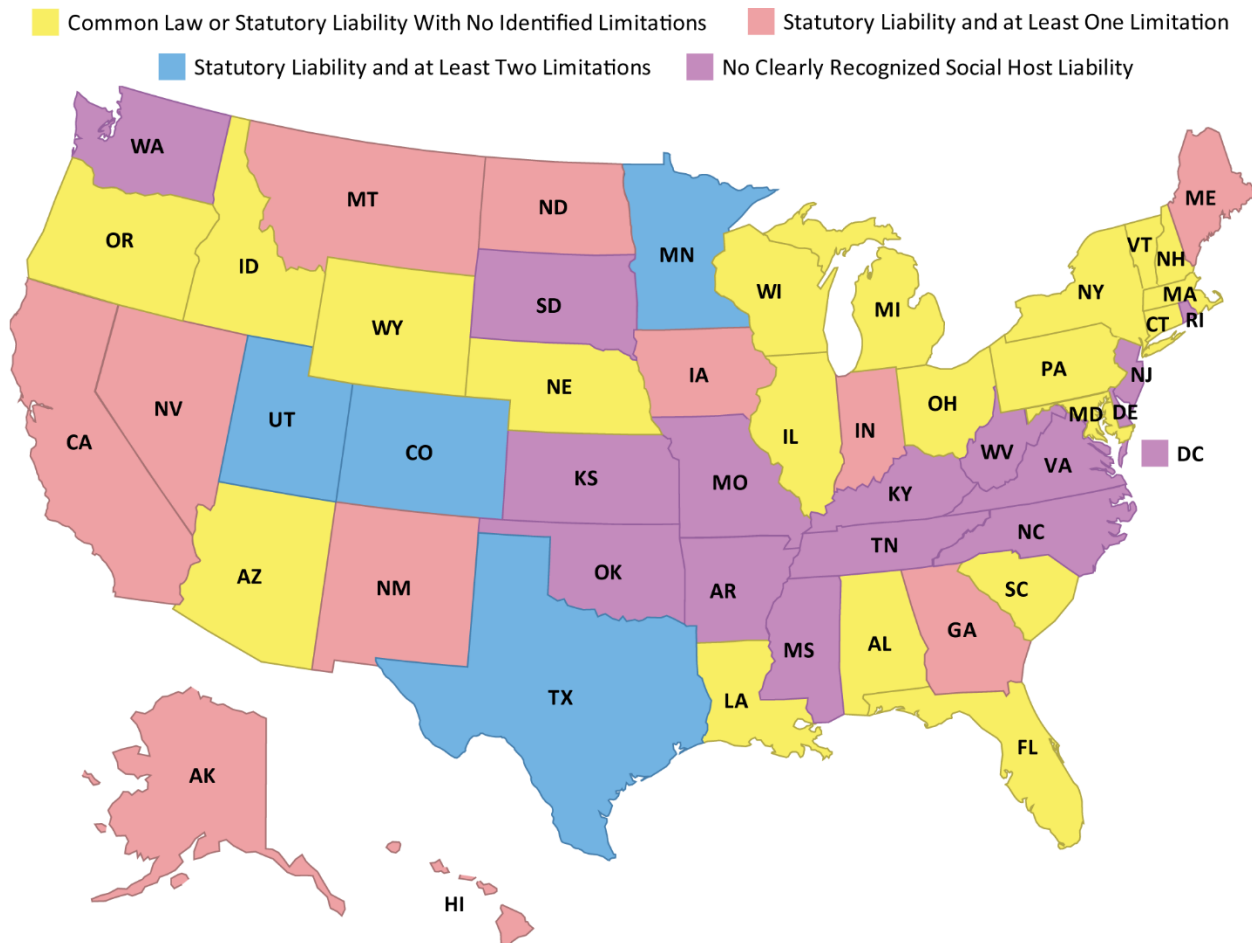 Common Law or Statutory Liability With No Identified Limitations
Statutory Liability and at Least One Limitation
Statutory Liability and at Least Two Limitations
No Clearly Recognized Social Host Liability
WA
MT
ND
MN
ME
OR
ID
VT
NH
WI
NY
MA
MI
SD
WY
CT
RI
PA
NJ
IA
NE
OH
NV
MD
DE
UT
IL
IN
CA
CO
WV
VA
DC
KS
MO
KY
NC
TN
AZ
OK
NM
AR
SC
GA
AL
MS
TX
LA
FL
AK
HI